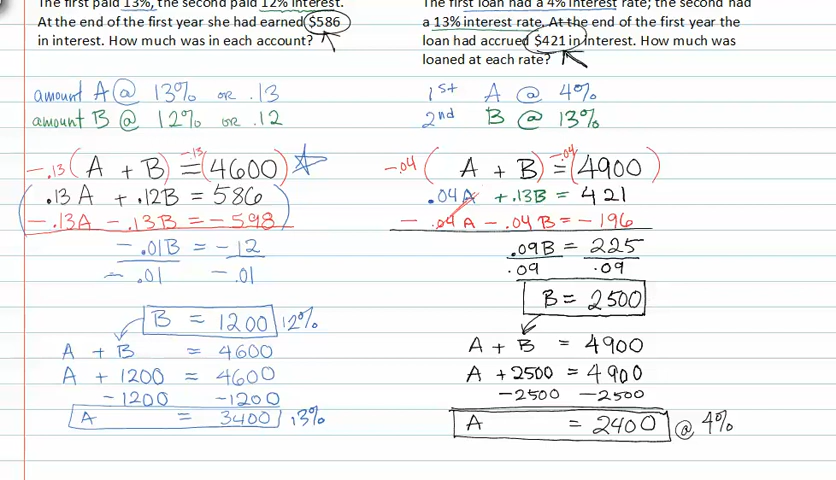 The first paid 13%, the second paid 12% interest.
At the end of the first year she had earned $586
in interest. How much was in each account?
amount A @ 13% or .13
amount B @ 12% or .12
-.13 ( A + B ) = -.13 ( 4600 )
.13A + .12B = 586
-.13A - .13B = -598
-.01B = -12
-.01 -.01
B = 1200 12%
A + B = 4600
A + 1200 = 4600
-1200 -1200
A = 3400 13%
The first loan had a 4% interest rate; the second had
a 13% interest rate. At the end of the first year the
loan had accrued $421 in interest. How much was
loaned at each rate?
1st A @ 4%
2nd B @ 13%
-.04 ( A + B ) = -.04 ( 4900 )
.04A + .13B = 421
-.04A - .04B = -196
.09B = 225
.09 .09
B = 2500
A + B = 4900
A + 2500 = 4900
-2500 -2500
A = 2400 @ 4%